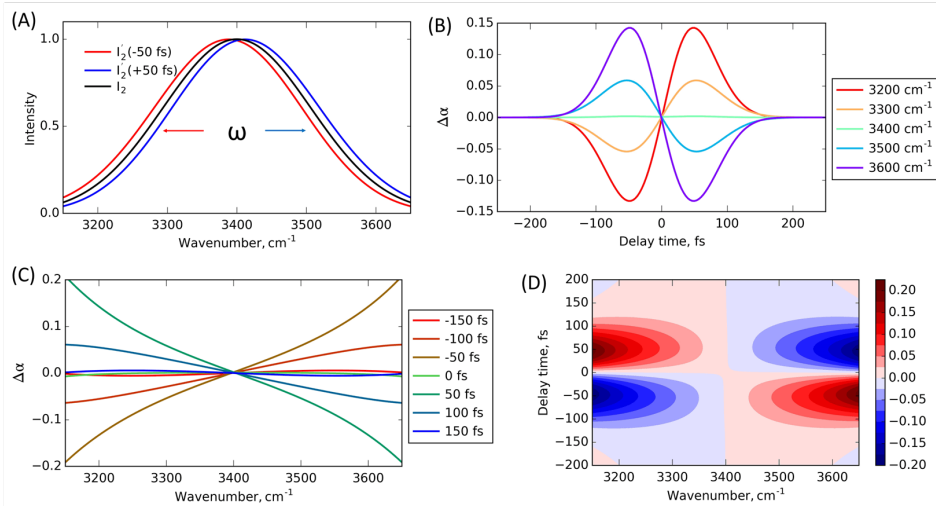 (A)
1.0
0.5
0.0
Intensity
I₂'(-50 fs)
I₂'(+50 fs)
I₂
ω
3200 3300 3400 3500 3600
Wavenumber, cm⁻¹
(B)
0.15
0.10
0.05
0.00
−0.05
−0.10
−0.15
Δα
−200 −100 0 100 200
Delay time, fs
3200 cm⁻¹
3300 cm⁻¹
3400 cm⁻¹
3500 cm⁻¹
3600 cm⁻¹
(C)
0.2
0.1
0.0
−0.1
−0.2
Δα
3200 3300 3400 3500 3600
Wavenumber, cm⁻¹
-150 fs
-100 fs
-50 fs
0 fs
50 fs
100 fs
150 fs
(D)
200
150
100
50
0
−50
−100
−150
−200
Delay time, fs
3200 3300 3400 3500 3600
Wavenumber, cm⁻¹
0.20
0.15
0.10
0.05
0.00
−0.05
−0.10
−0.15
−0.20